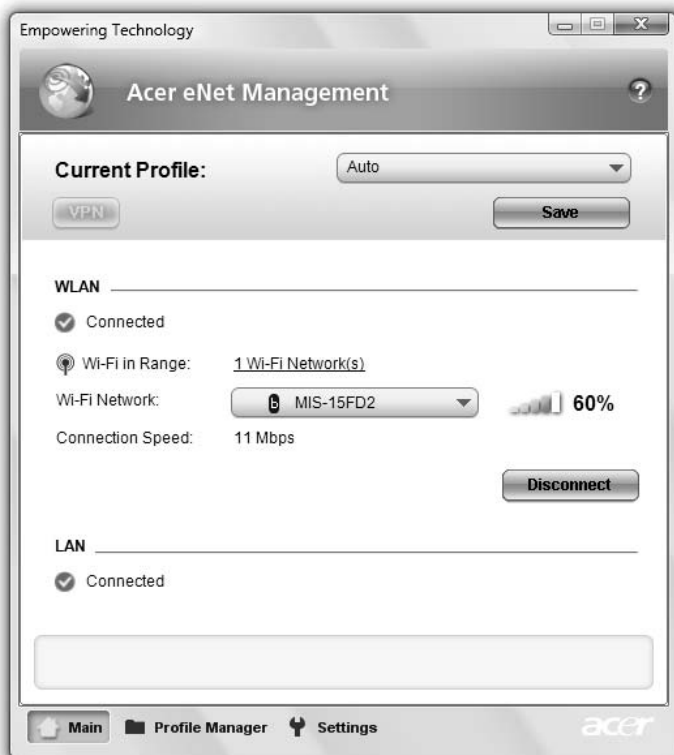 Empowering Technology
Acer eNet Management
?
Current Profile: Auto
VPN Save
WLAN
Connected
Wi-Fi in Range: 1 Wi-Fi Network(s)
Wi-Fi Network: b MIS-15FD2 60%
Connection Speed: 11 Mbps
Disconnect
LAN
Connected
Main Profile Manager Settings acer